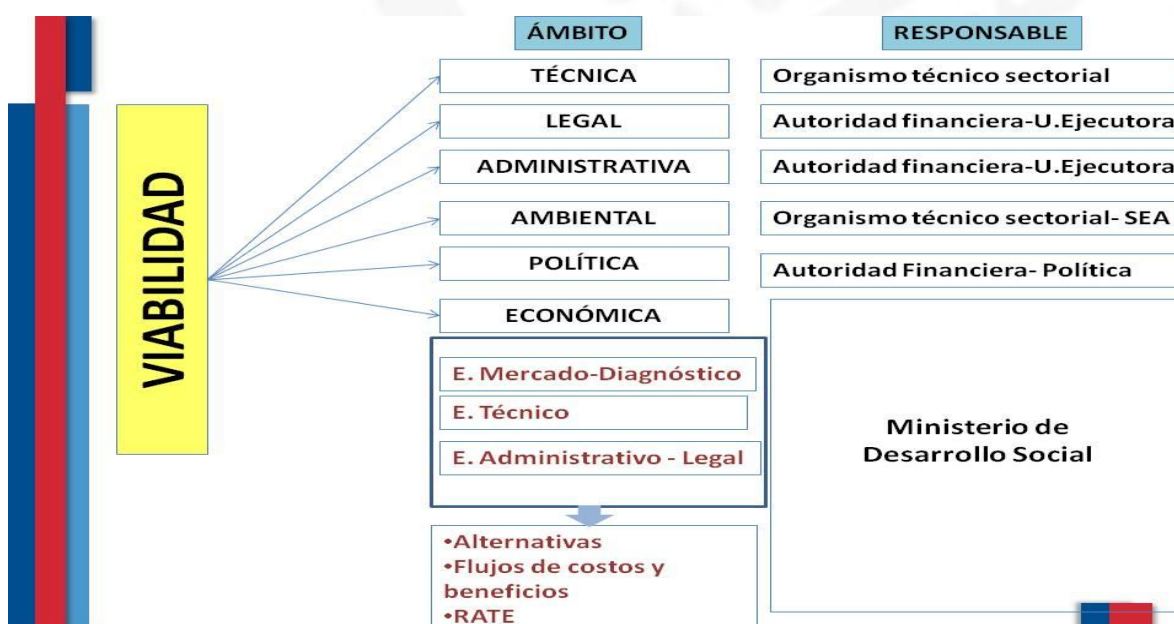 ÁMBITO
RESPONSABLE
VIABILIDAD
TÉCNICA
Organismo técnico sectorial
LEGAL
Autoridad financiera-U.Ejecutora
ADMINISTRATIVA
Autoridad financiera-U.Ejecutora
AMBIENTAL
Organismo técnico sectorial- SEA
POLÍTICA
Autoridad Financiera- Política
ECONÓMICA
E. Mercado-Diagnóstico
E. Técnico
E. Administrativo - Legal
Ministerio de
Desarrollo Social
•Alternativas
•Flujos de costos y
beneficios
•RATE